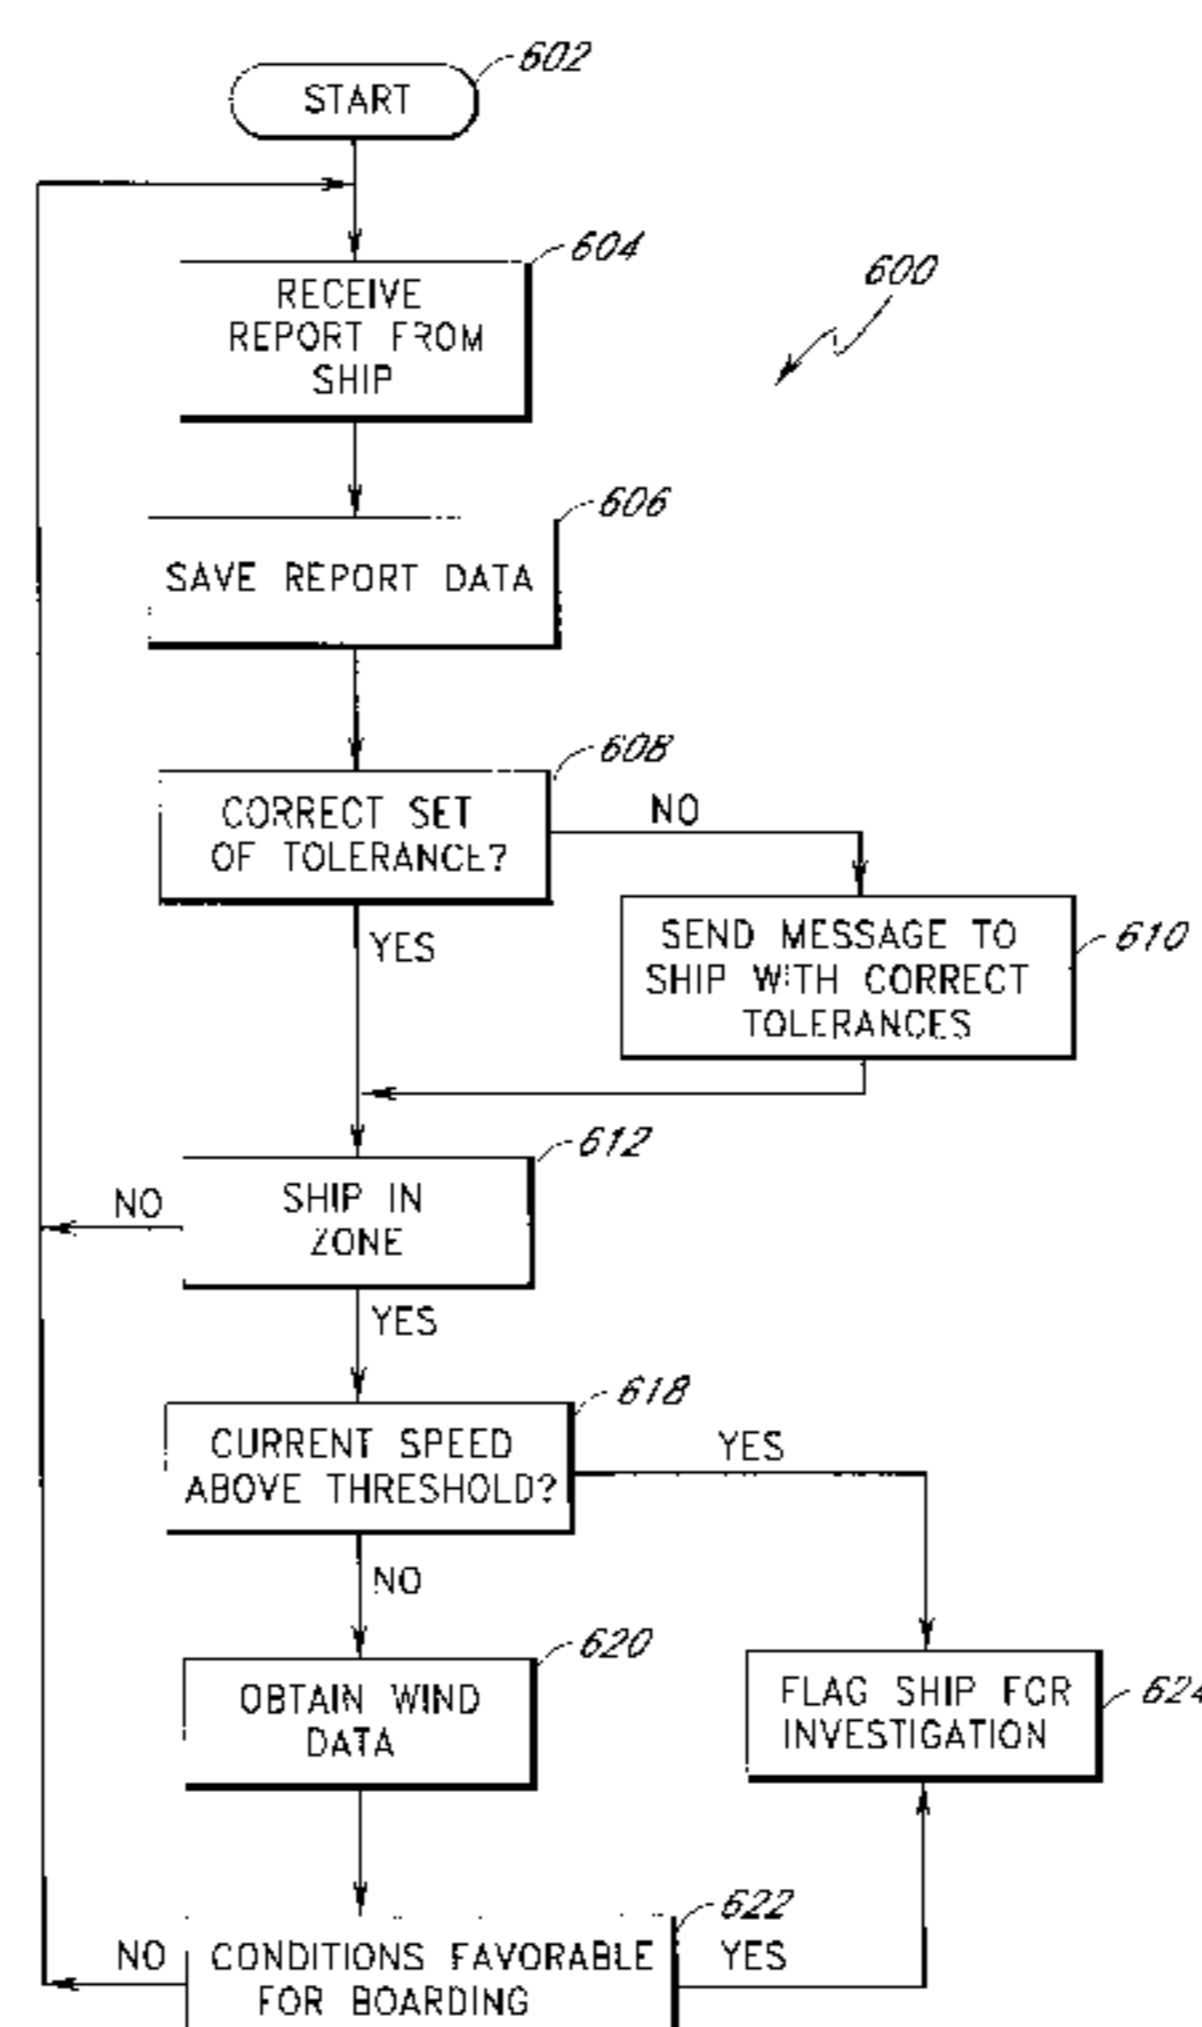 602
START
604
RECEIVE
REPORT FROM
SHIP
600
606
SAVE REPORT DATA
608
CORRECT SET
OF TOLERANCE?
NO
YES
SEND MESSAGE TO
SHIP WITH CORRECT
TOLERANCES
610
612
NO
SHIP IN
ZONE
YES
618
CURRENT SPEED
ABOVE THRESHOLD?
YES
NO
620
OBTAIN WIND
DATA
FLAG SHIP FOR
INVESTIGATION
624
622
NO
CONDITIONS FAVORABLE
FOR BOARDING
YES